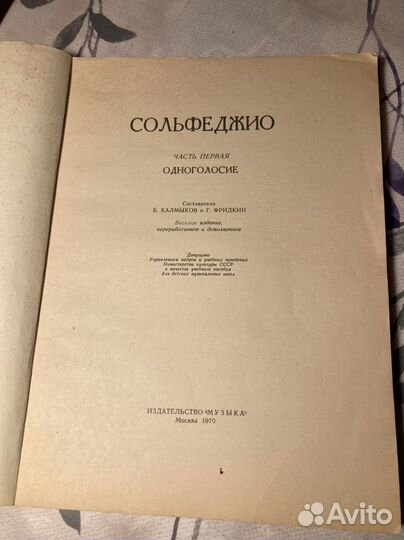 СОЛЬФЕДЖИО
ЧАСТЬ ПЕРВАЯ
ОДНОГОЛОСИЕ
Составители
Б. КАЛМЫКОВ и Г. ФРИДКИН
Восьмое издание,
переработанное и дополненное
Допущено
Управлением кадров и учебных заведений
Министерства культуры СССР
в качестве учебного пособия
для детских музыкальных школ
ИЗДАТЕЛЬСТВО «МУЗЫКА»
Москва 1970
Avito